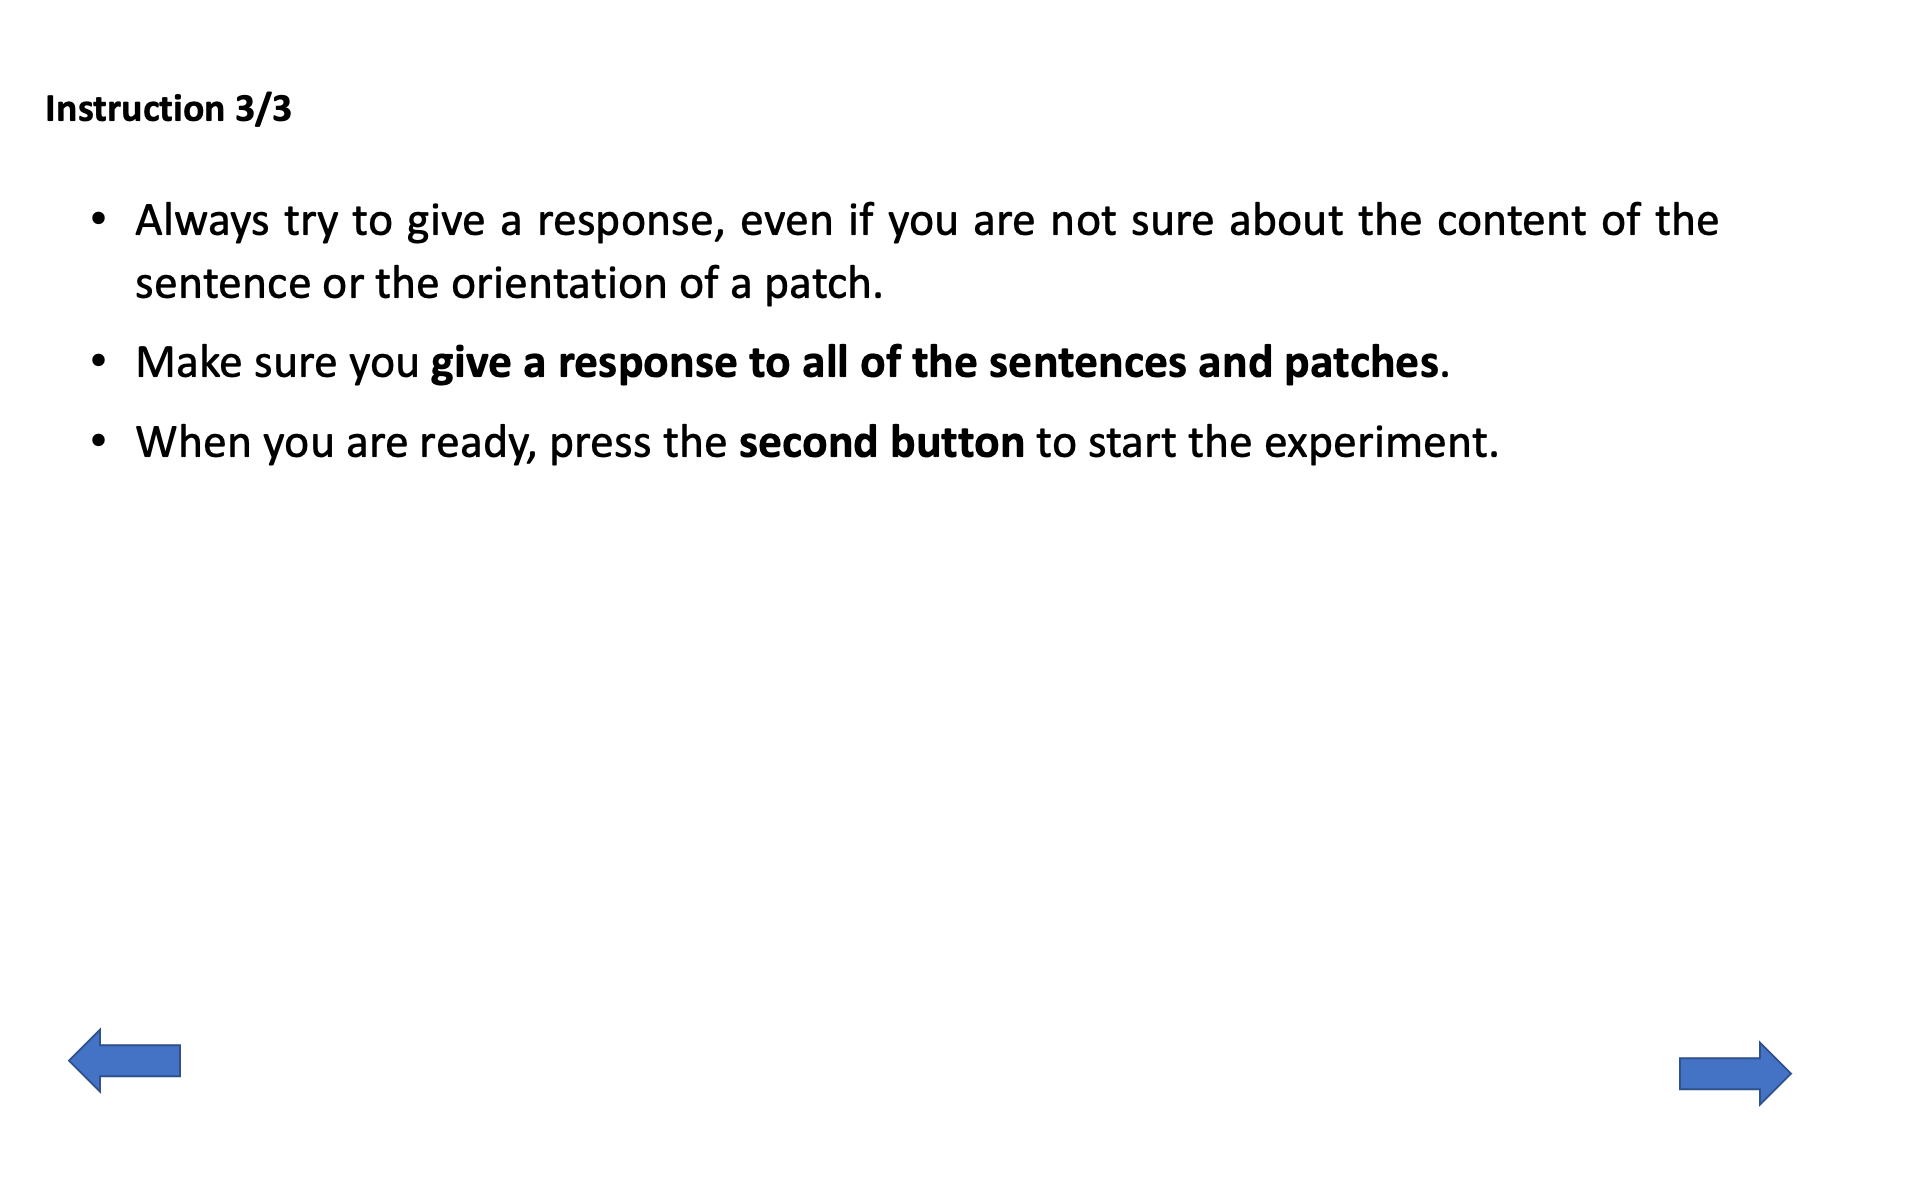 Instruction 3/3
• Always try to give a response, even if you are not sure about the content of the
sentence or the orientation of a patch.
• Make sure you give a response to all of the sentences and patches.
• When you are ready, press the second button to start the experiment.